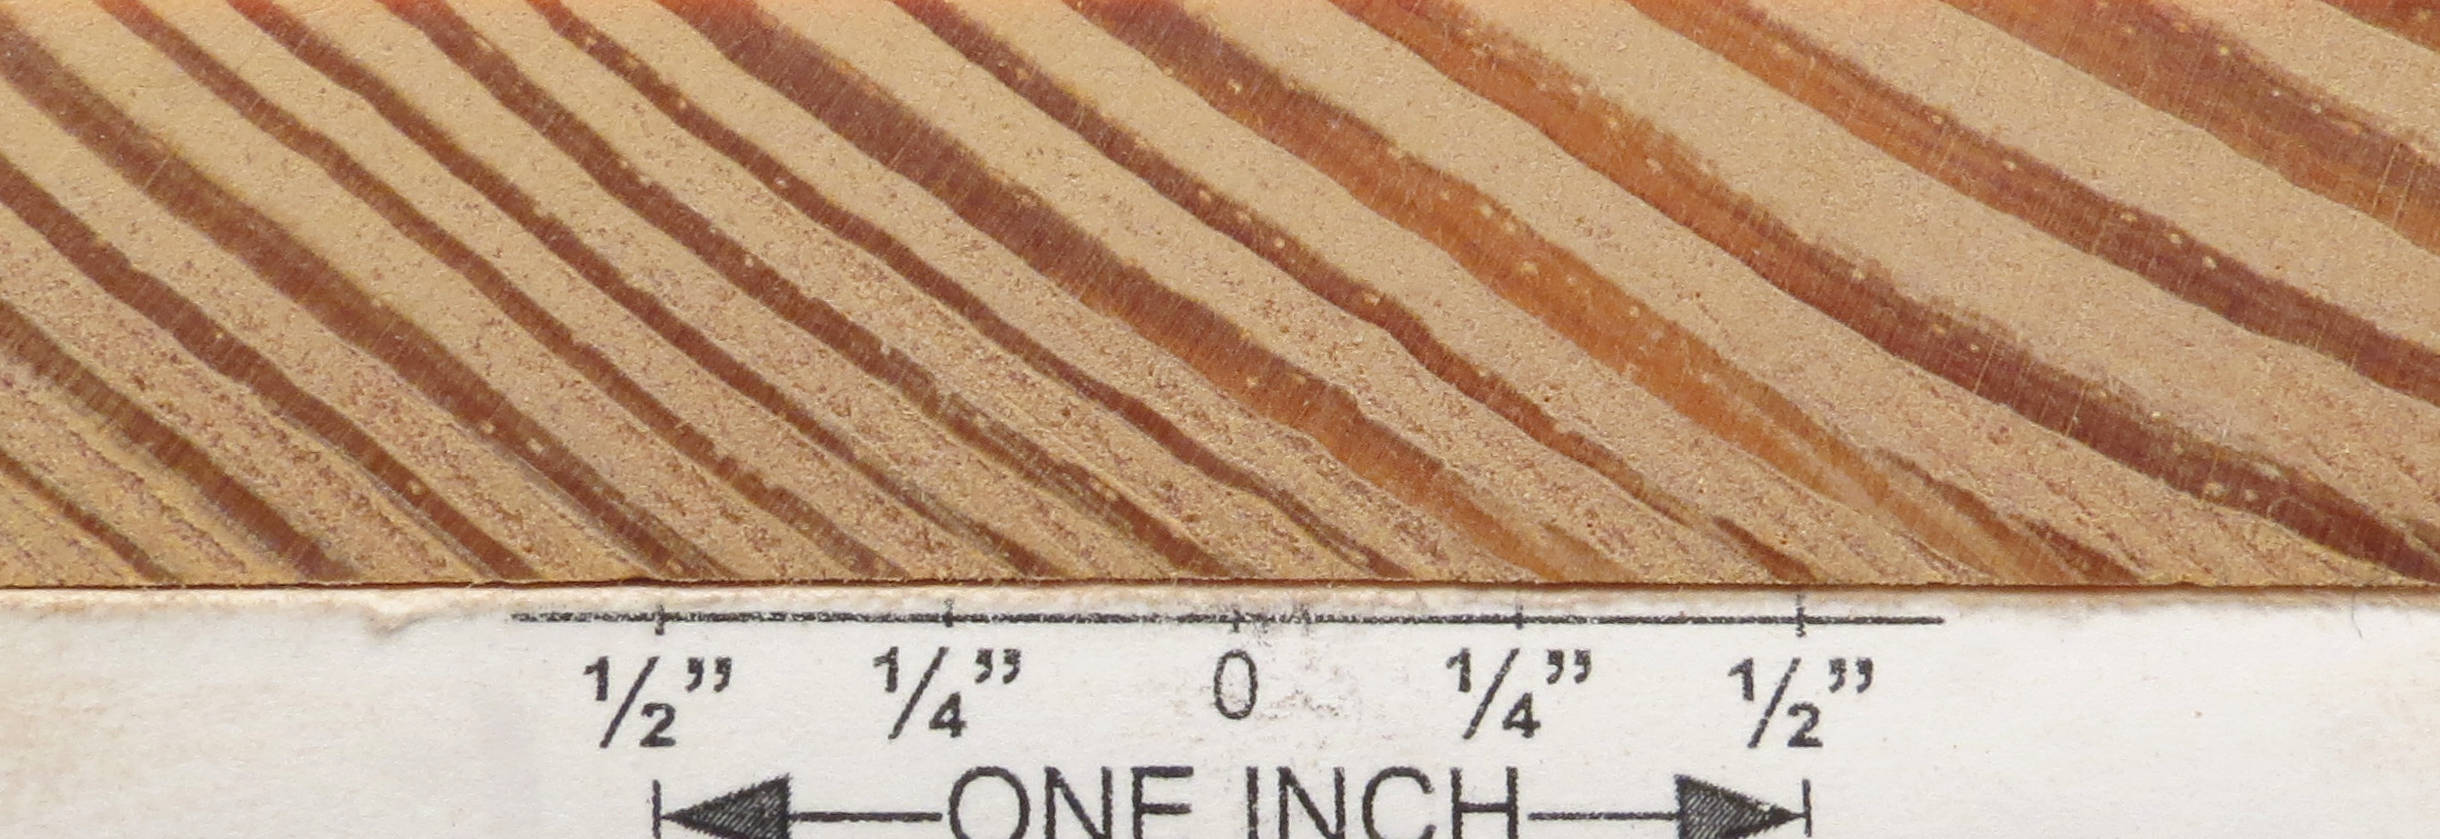 ½” ¼” 0 ¼” ½”
ONE INCH